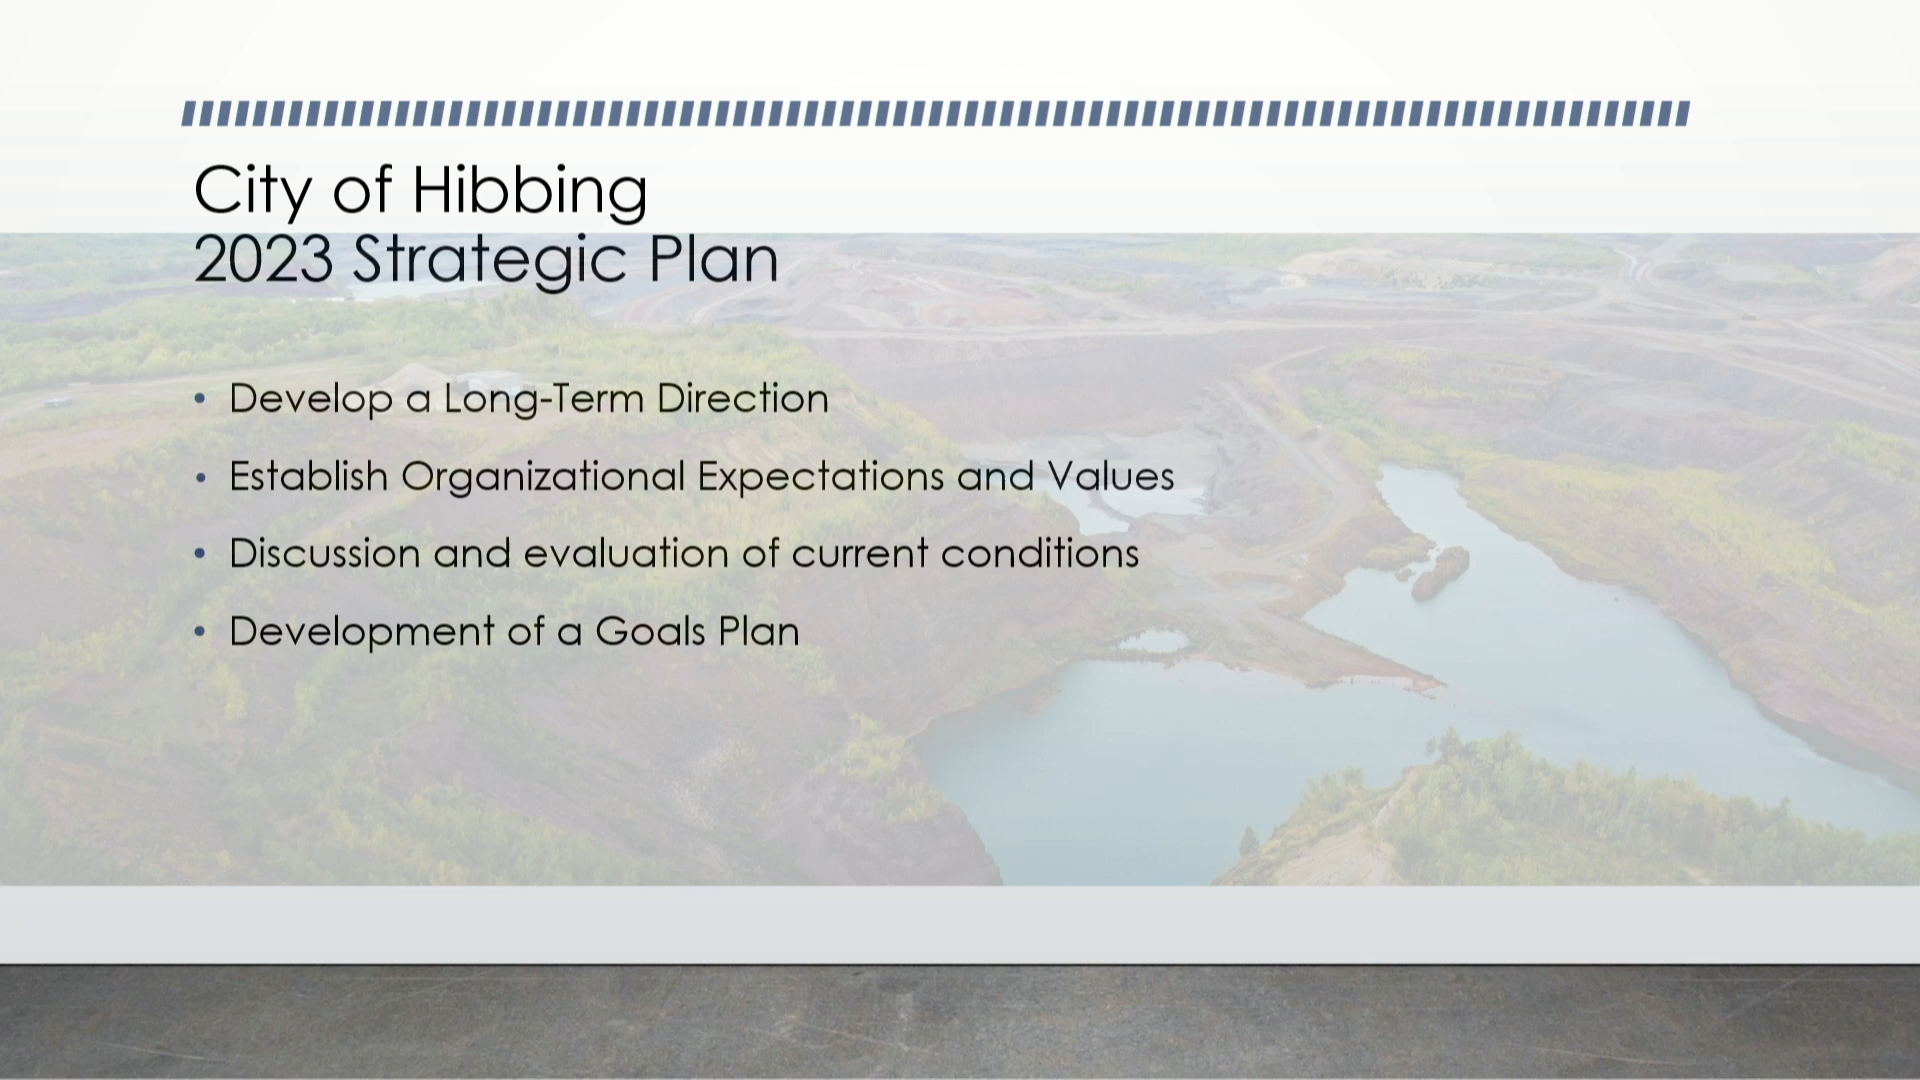 City of Hibbing
2023 Strategic Plan
• Develop a Long-Term Direction
• Establish Organizational Expectations and Values
• Discussion and evaluation of current conditions
• Development of a Goals Plan